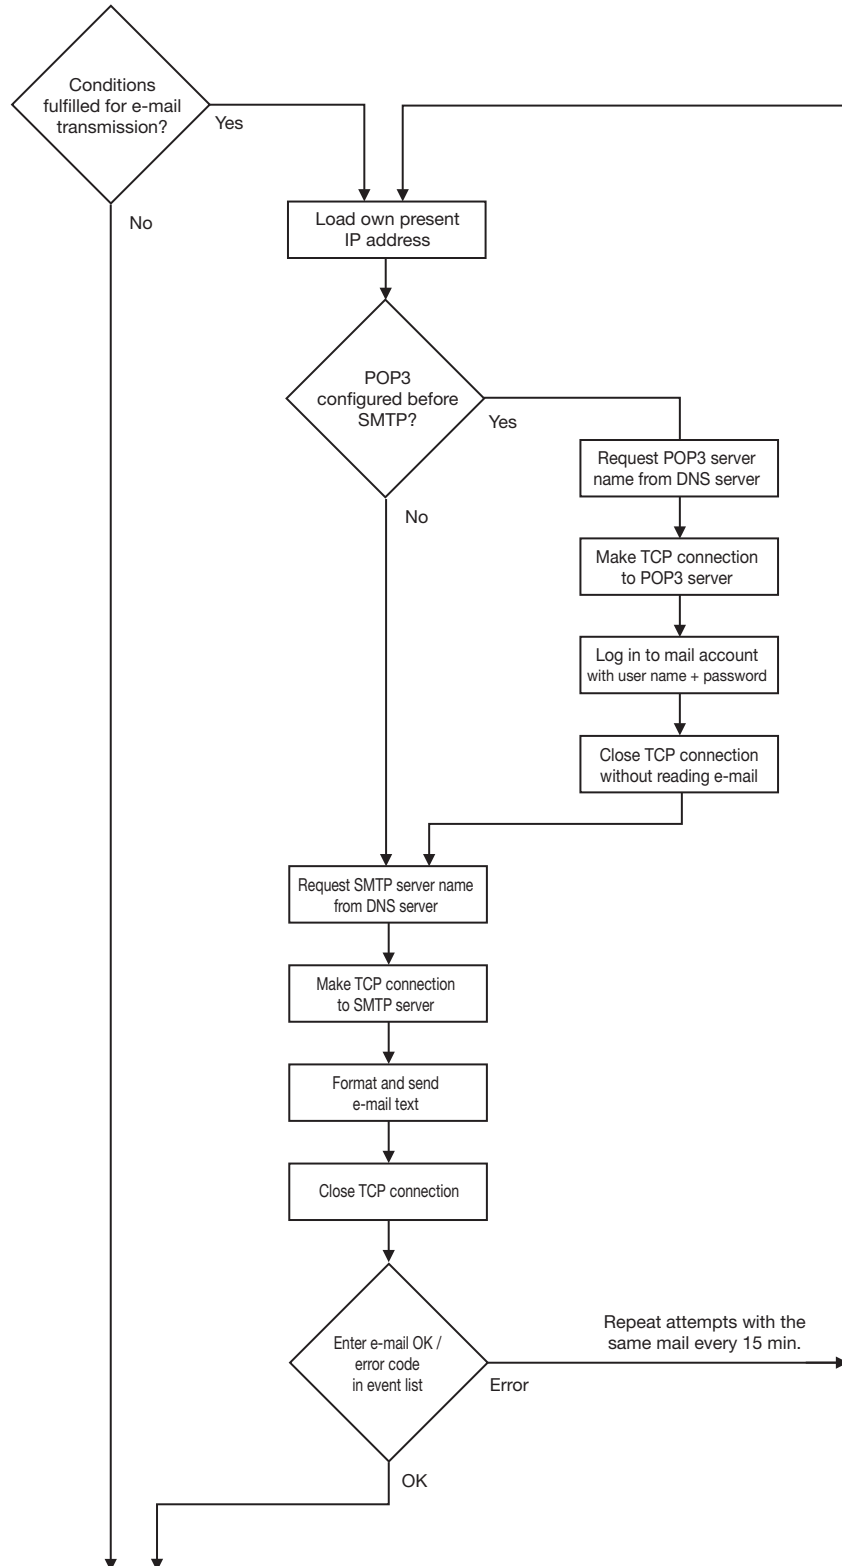 Conditions
fulfilled for e-mail
transmission?
Yes
No
Load own present
IP address
POP3
configured before
SMTP?
Yes
No
Request POP3 server
name from DNS server
Make TCP connection
to POP3 server
Log in to mail account
with user name + password
Close TCP connection
without reading e-mail
Request SMTP server name
from DNS server
Make TCP connection
to SMTP server
Format and send
e-mail text
Close TCP connection
Enter e-mail OK /
error code
in event list
Error
Repeat attempts with the
same mail every 15 min.
OK